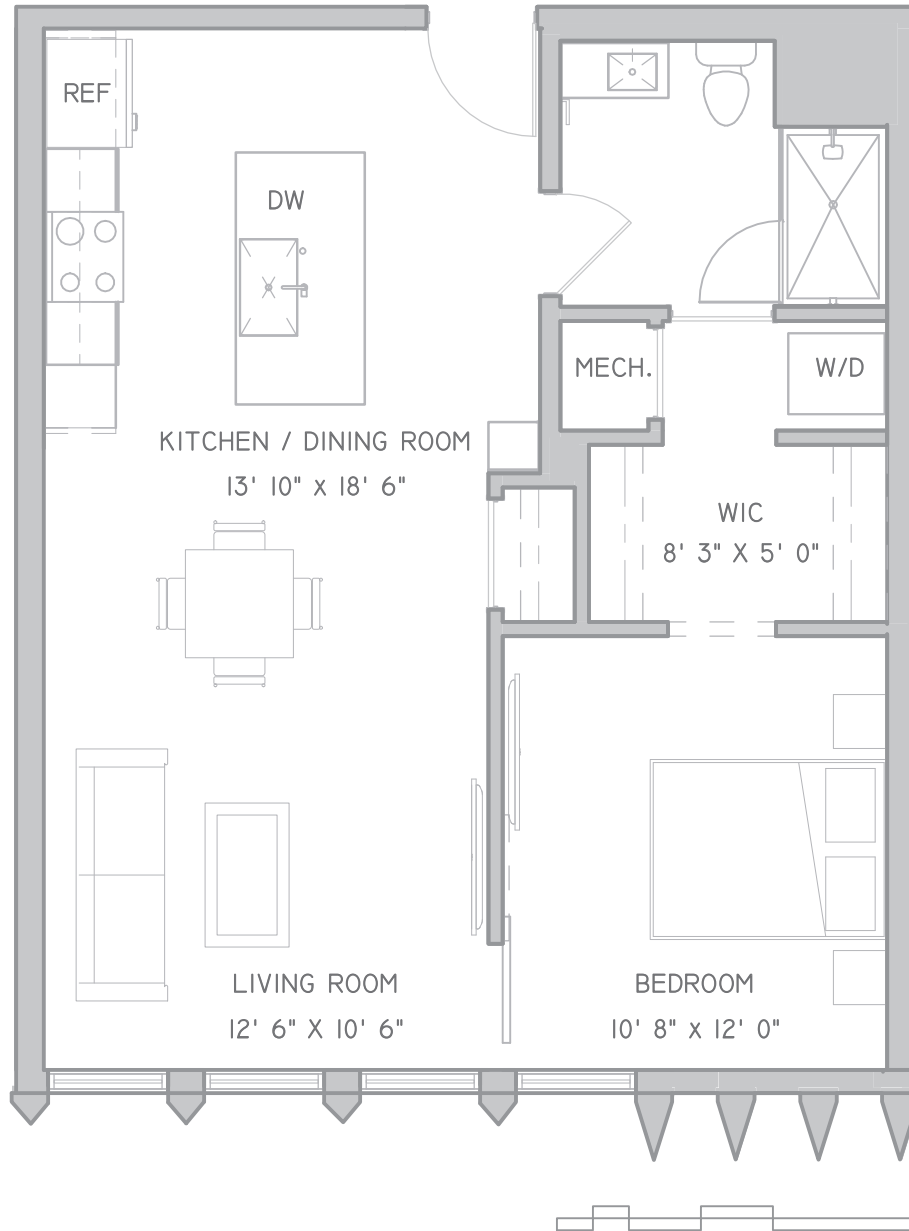 REF
DW
MECH.
W/D
KITCHEN / DINING ROOM
13' 10" X 18' 6"
WIC
8' 3" X 5' 0"
LIVING ROOM
12' 6" X 10' 6"
BEDROOM
10' 8" X 12' 0"